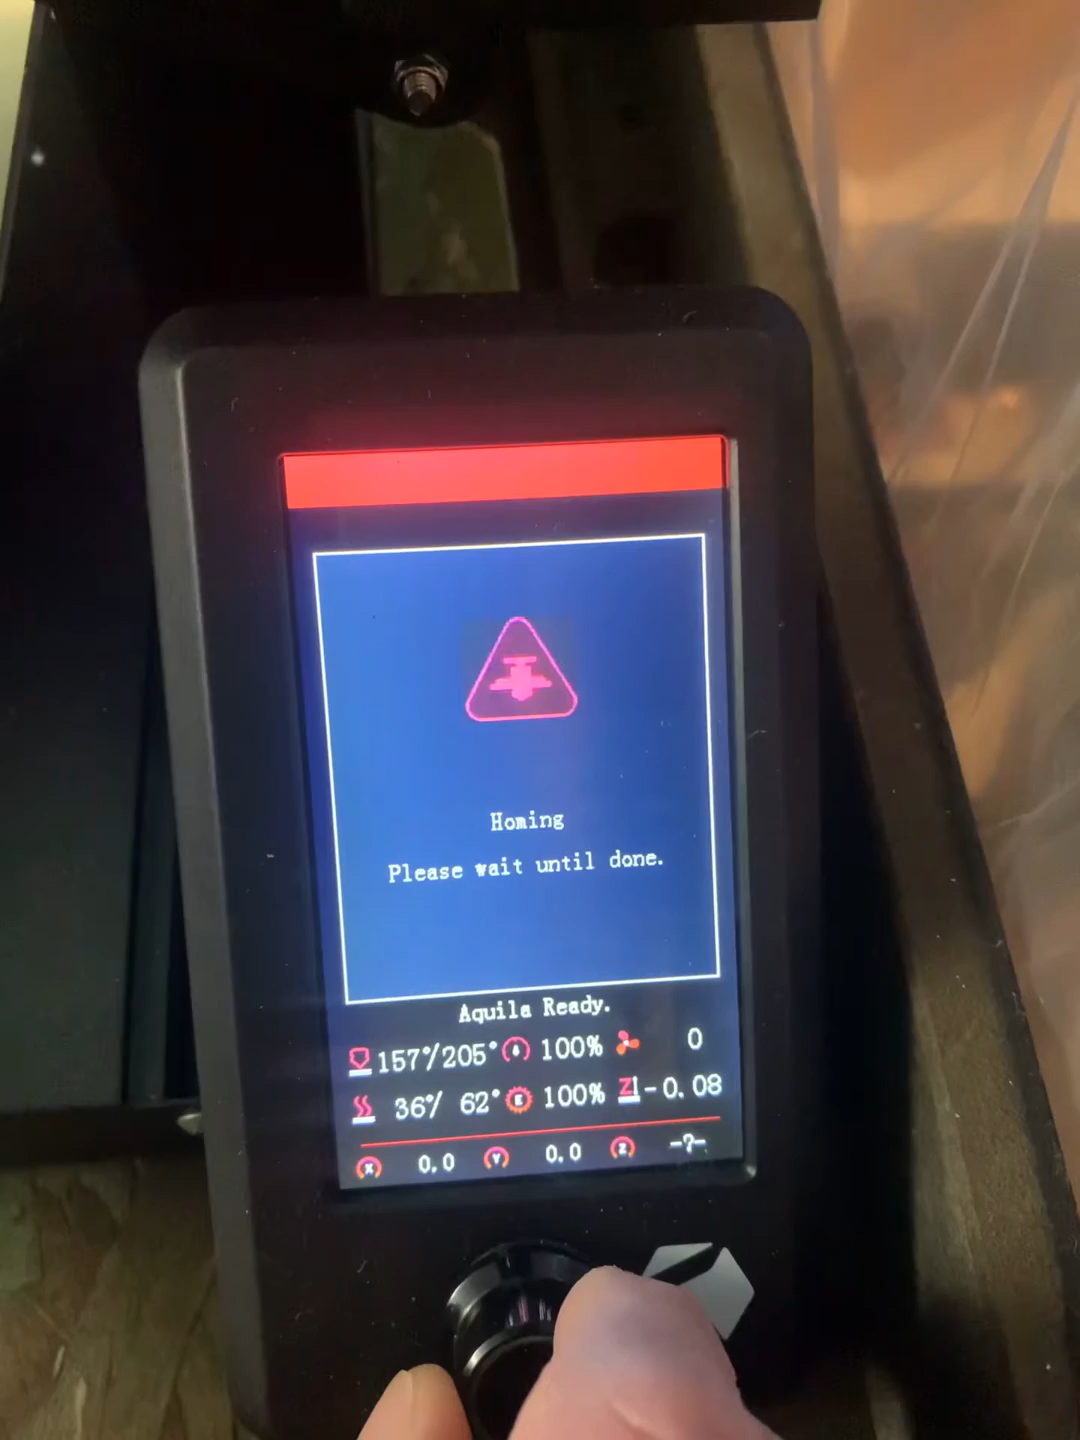 Homing
Please wait until done.
Aquila Ready.
157°/205° 100% 0
36°/ 62° E 100% Z -0.08
X 0.0 Y 0.0 Z -?-